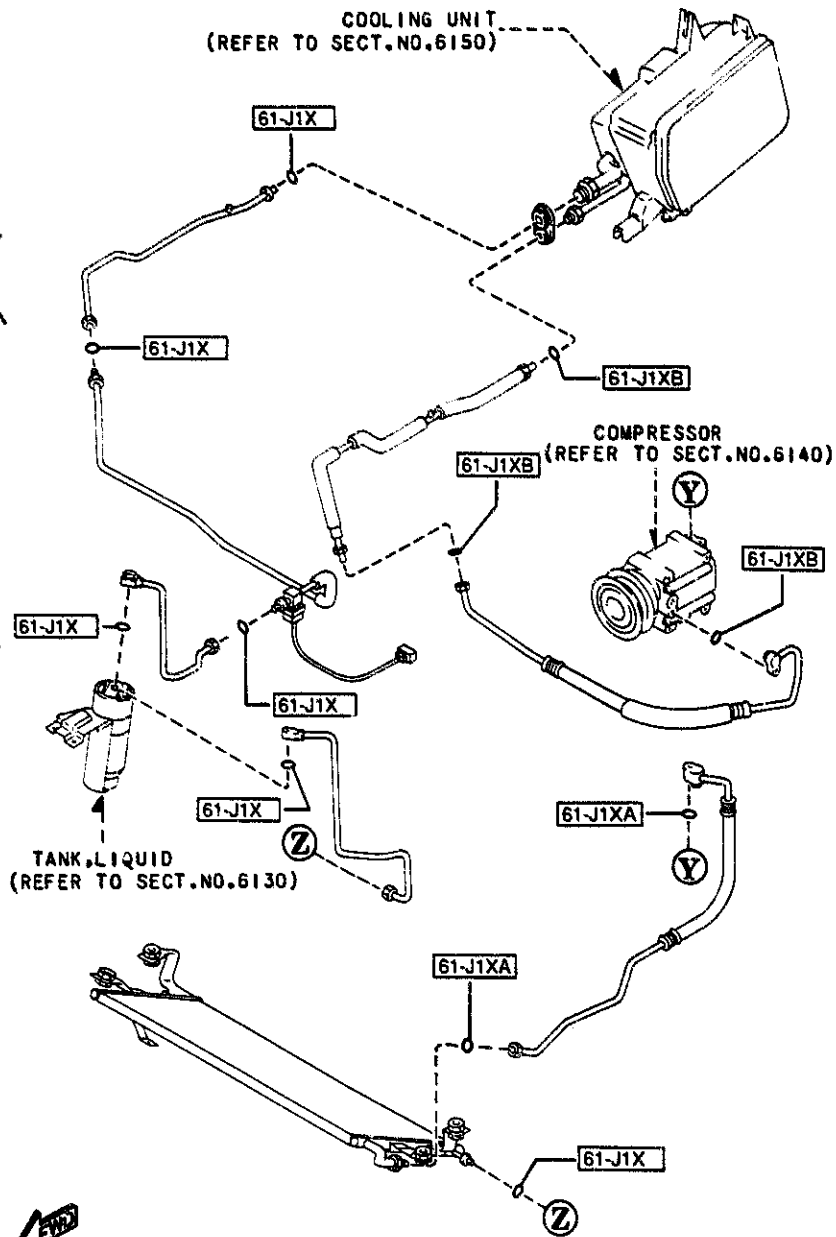 COOLING UNIT
(REFER TO SECT.NO.6150)
61-J1X
61-J1X
61-J1XB
COMPRESSOR
(REFER TO SECT.NO.6140)
61-J1XB
Y
61-J1XB
61-J1X
61-J1X
61-J1X
61-J1XA
Z
Y
TANK,LIQUID
(REFER TO SECT.NO.6130)
61-J1XA
61-J1X
Z
FWD